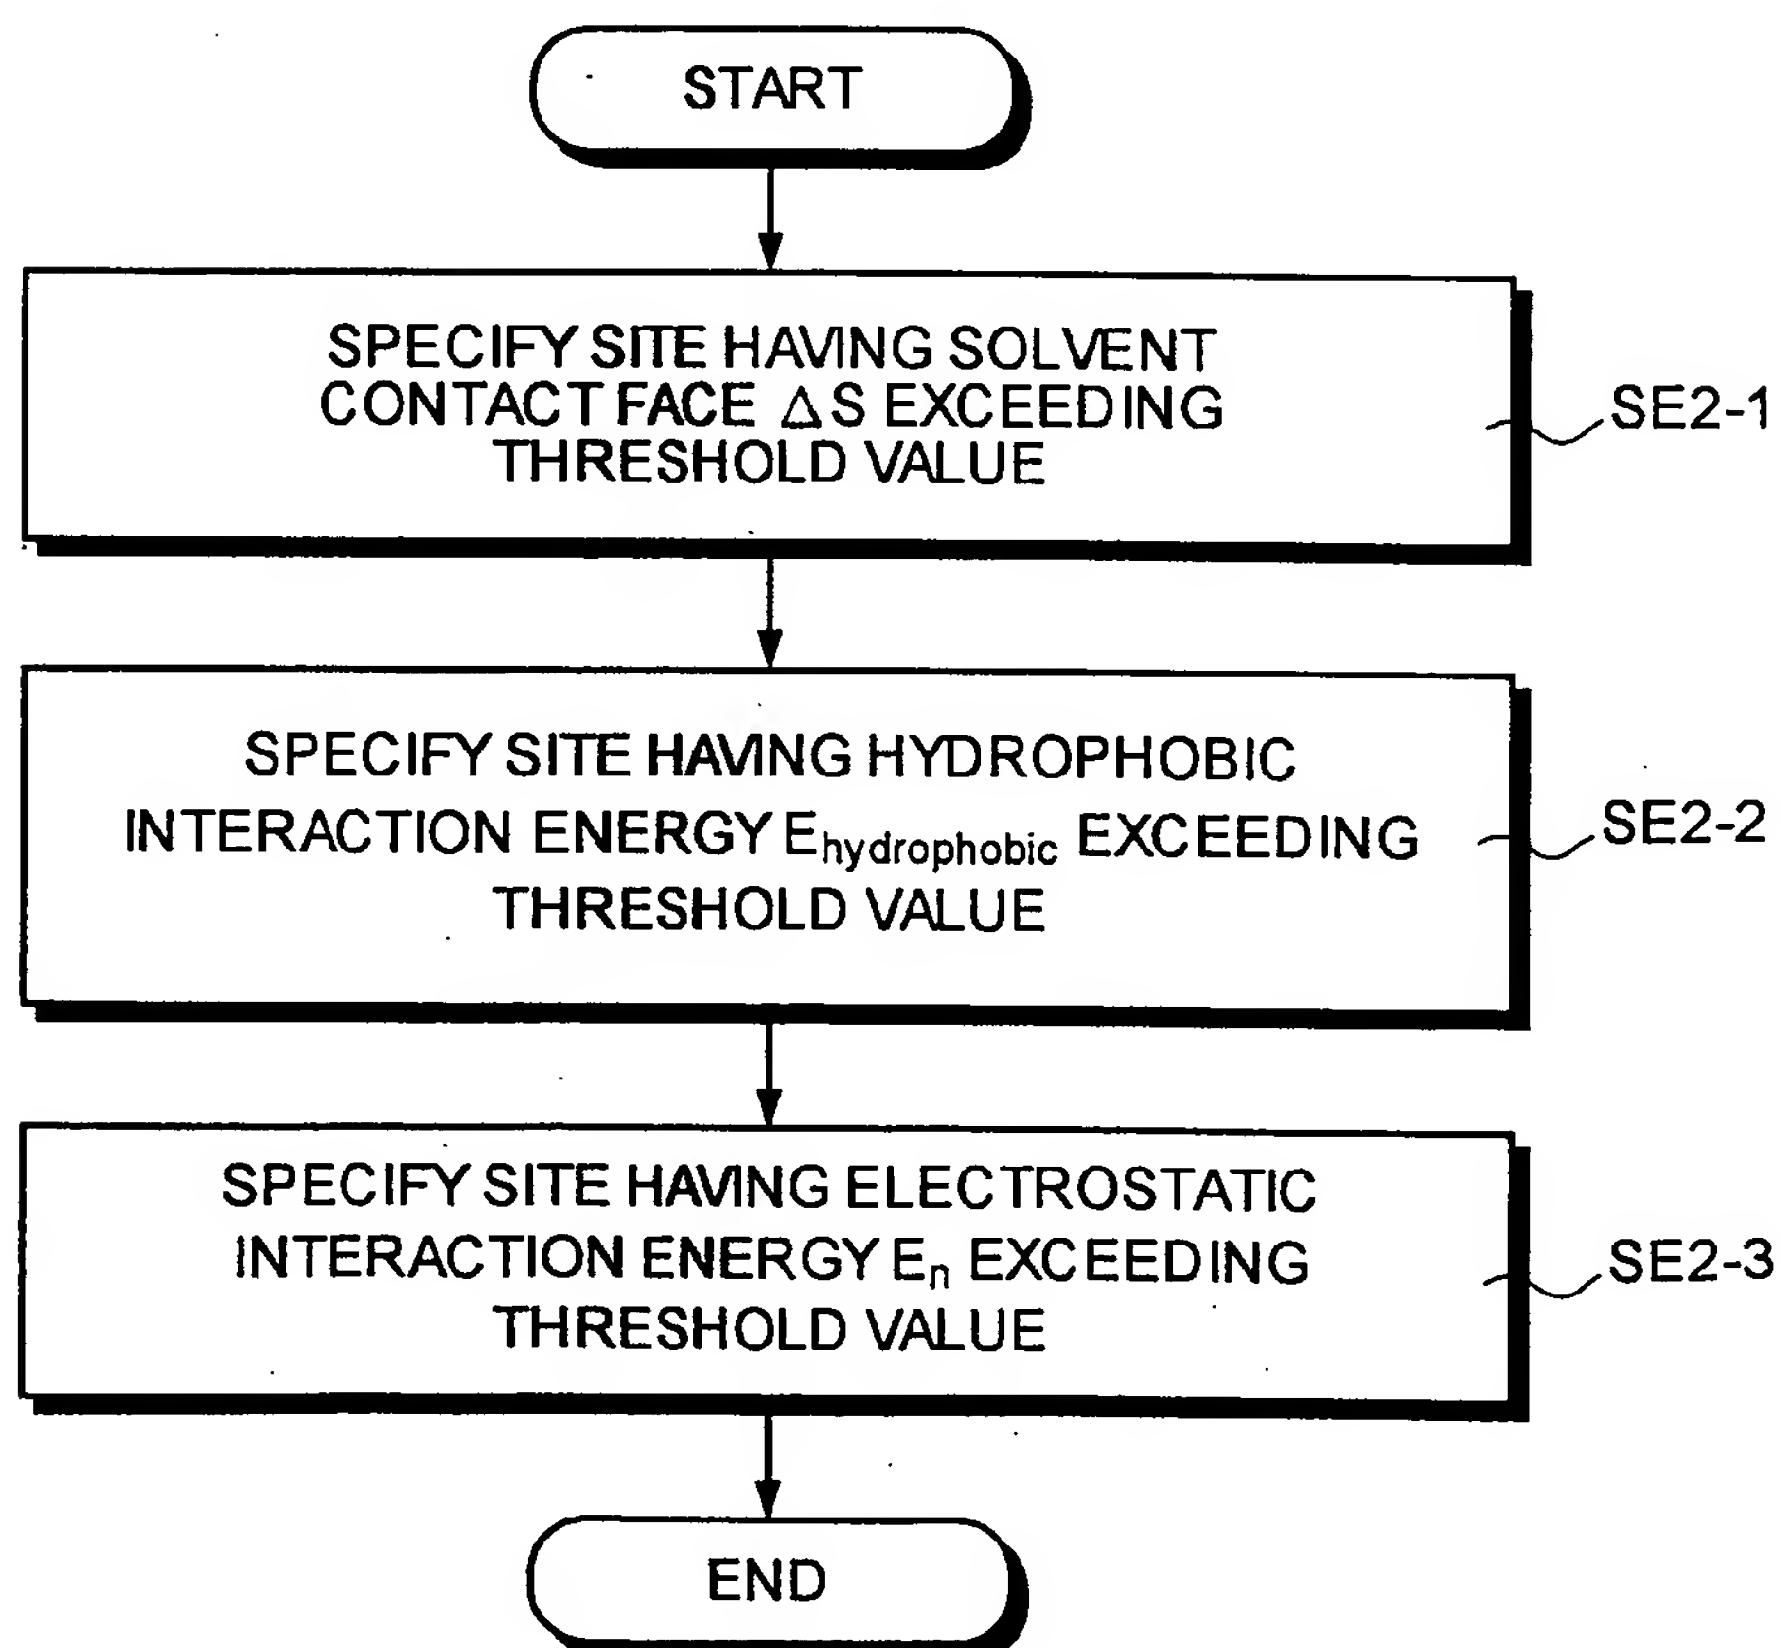 START
SPECIFY SITE HAVING SOLVENT
CONTACT FACE ΔS EXCEEDING
THRESHOLD VALUE
SE2-1
SPECIFY SITE HAVING HYDROPHOBIC
INTERACTION ENERGY Ehydrophobic EXCEEDING
THRESHOLD VALUE
SE2-2
SPECIFY SITE HAVING ELECTROSTATIC
INTERACTION ENERGY En EXCEEDING
THRESHOLD VALUE
SE2-3
END